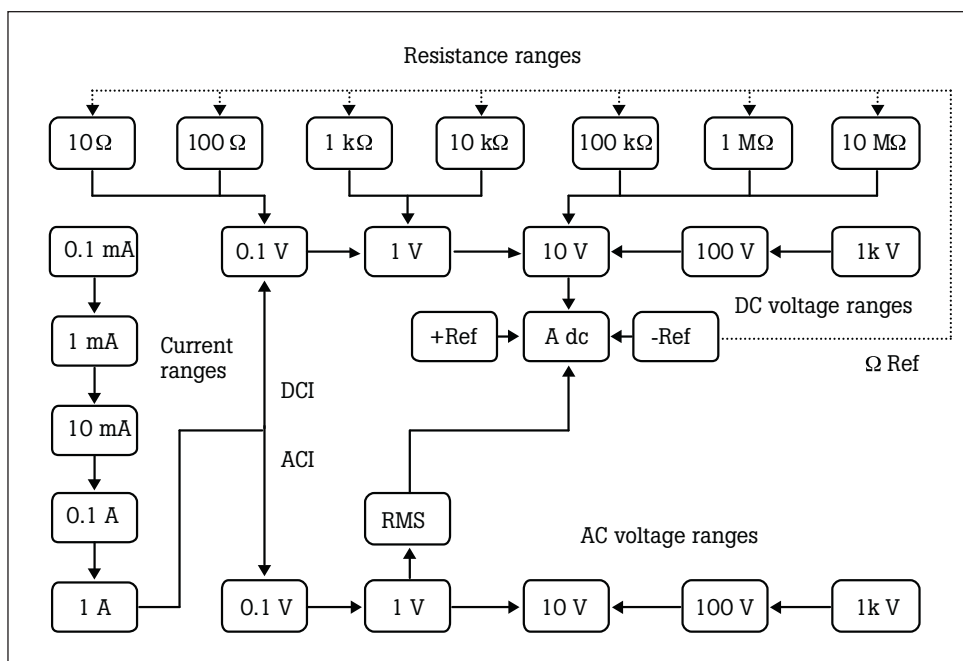 Resistance ranges
10 Ω 100 Ω 1 kΩ 10 kΩ 100 kΩ 1 MΩ 10 MΩ
0.1 mA 0.1 V 1 V 10 V 100 V 1k V
DC voltage ranges
1 mA Current ranges +Ref A dc -Ref
Ω Ref
DCI
10 mA
ACI
0.1 A RMS
AC voltage ranges
1 A 0.1 V 1 V 10 V 100 V 1k V